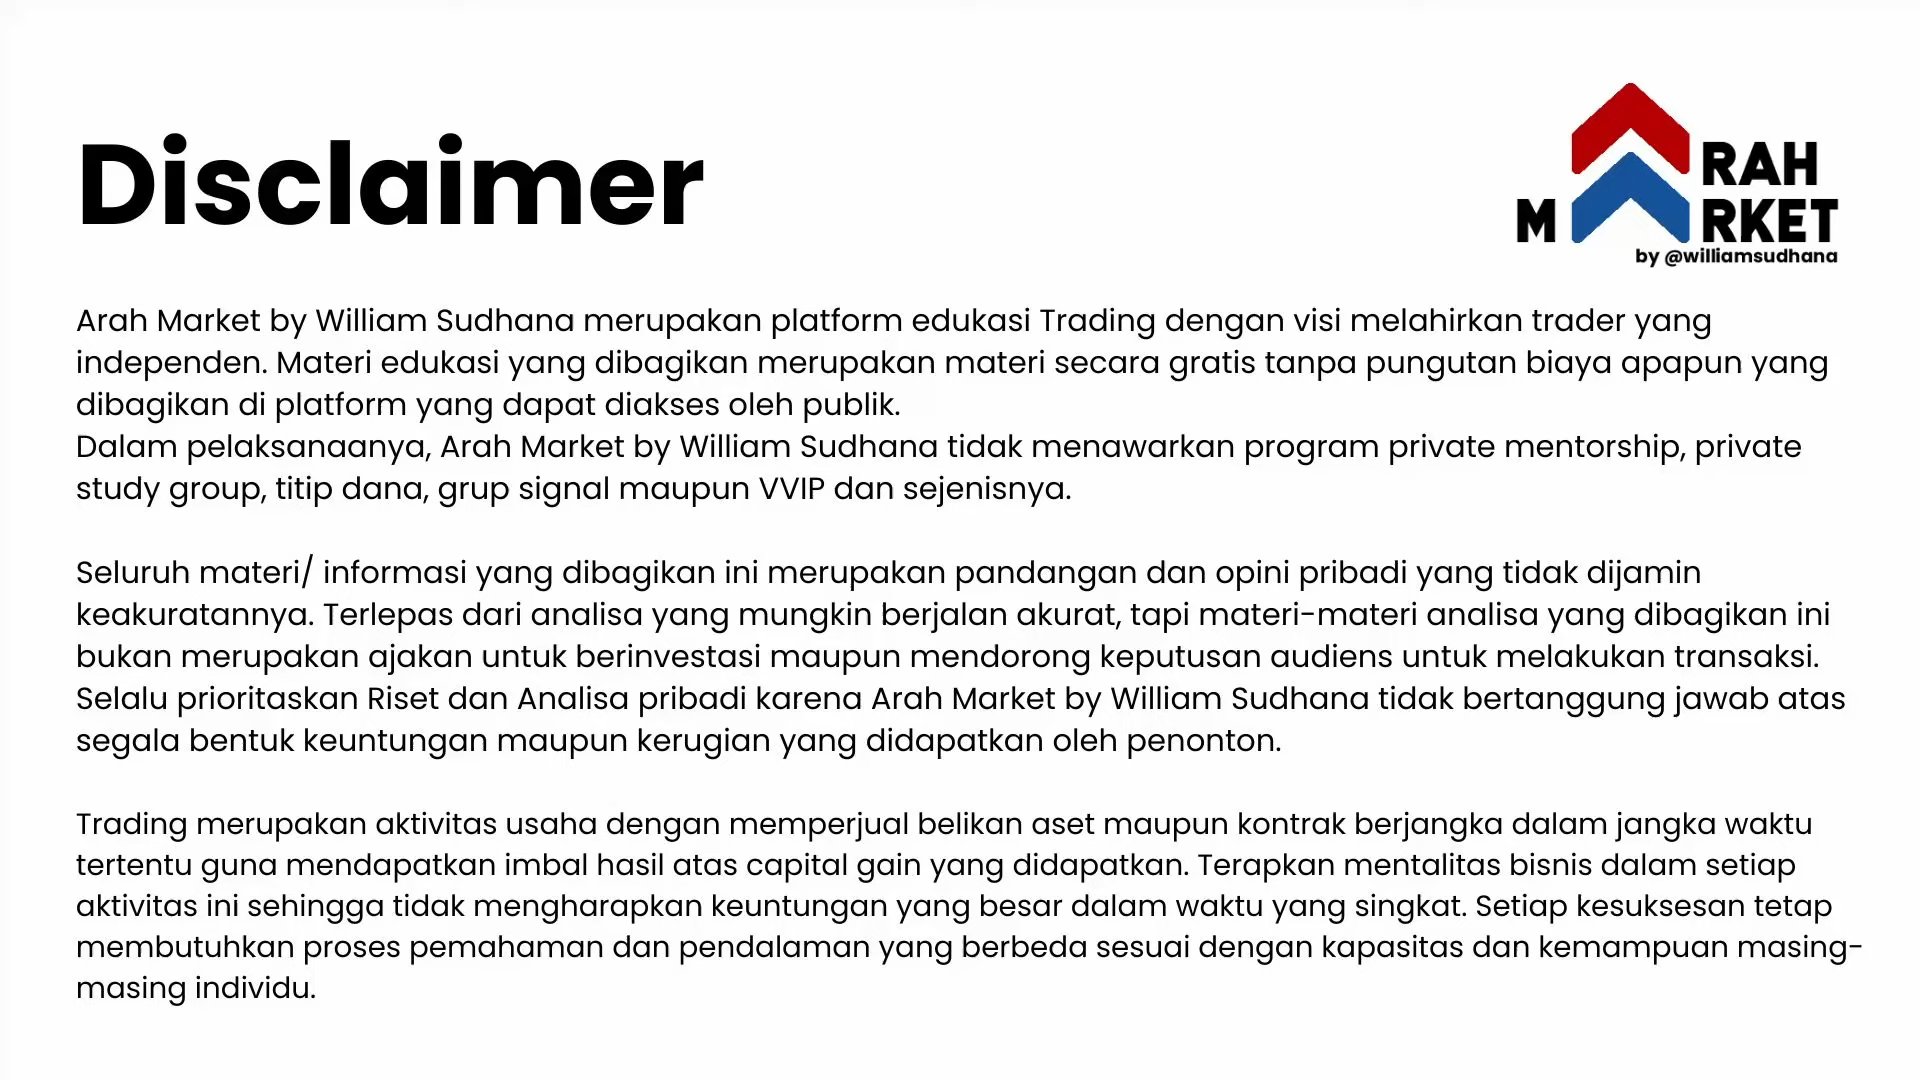 Disclaimer
RAH
M RKET
by @williamsudhana
Arah Market by William Sudhana merupakan platform edukasi Trading dengan visi melahirkan trader yang
independen. Materi edukasi yang dibagikan merupakan materi secara gratis tanpa pungutan biaya apapun yang
dibagikan di platform yang dapat diakses oleh publik.
Dalam pelaksanaanya, Arah Market by William Sudhana tidak menawarkan program private mentorship, private
study group, titip dana, grup signal maupun VVIP dan sejenisnya.
Seluruh materi/ informasi yang dibagikan ini merupakan pandangan dan opini pribadi yang tidak dijamin
keakuratannya. Terlepas dari analisa yang mungkin berjalan akurat, tapi materi-materi analisa yang dibagikan ini
bukan merupakan ajakan untuk berinvestasi maupun mendorong keputusan audiens untuk melakukan transaksi.
Selalu prioritaskan Riset dan Analisa pribadi karena Arah Market by William Sudhana tidak bertanggung jawab atas
segala bentuk keuntungan maupun kerugian yang didapatkan oleh penonton.
Trading merupakan aktivitas usaha dengan memperjual belikan aset maupun kontrak berjangka dalam jangka waktu
tertentu guna mendapatkan imbal hasil atas capital gain yang didapatkan. Terapkan mentalitas bisnis dalam setiap
aktivitas ini sehingga tidak mengharapkan keuntungan yang besar dalam waktu yang singkat. Setiap kesuksesan tetap
membutuhkan proses pemahaman dan pendalaman yang berbeda sesuai dengan kapasitas dan kemampuan masing-
masing individu.